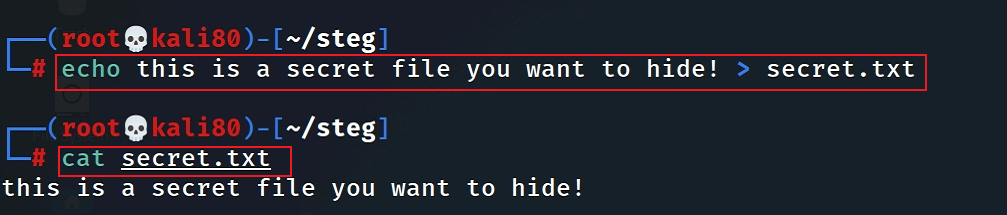 ┌──(root💀kali80)-[~/steg]
└─# echo this is a secret file you want to hide! > secret.txt
┌──(root💀kali80)-[~/steg]
└─# cat secret.txt
this is a secret file you want to hide!